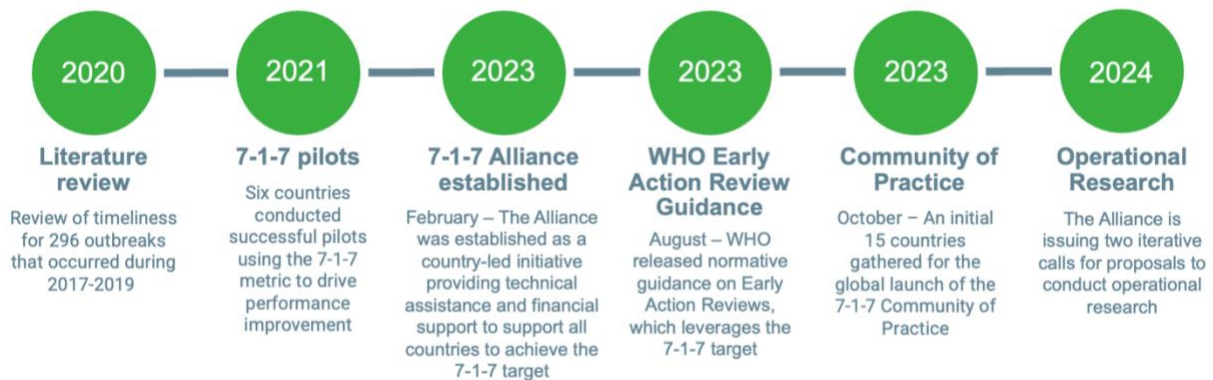 2020
Literature
review
Review of timeliness
for 296 outbreaks
that occurred during
2017-2019
2021
7-1-7 pilots
Six countries
conducted
successful pilots
using the 7-1-7
metric to drive
performance
improvement
2023
7-1-7 Alliance
established
February – The Alliance
was established as a
country-led initiative
providing technical
assistance and financial
support to support all
countries to achieve the
7-1-7 target
2023
WHO Early
Action Review
Guidance
August – WHO
released normative
guidance on Early
Action Reviews,
which leverages the
7-1-7 target
2023
Community of
Practice
October – An initial
15 countries
gathered for the
global launch of the
7-1-7 Community of
Practice
2024
Operational
Research
The Alliance is
issuing two iterative
calls for proposals to
conduct operational
research